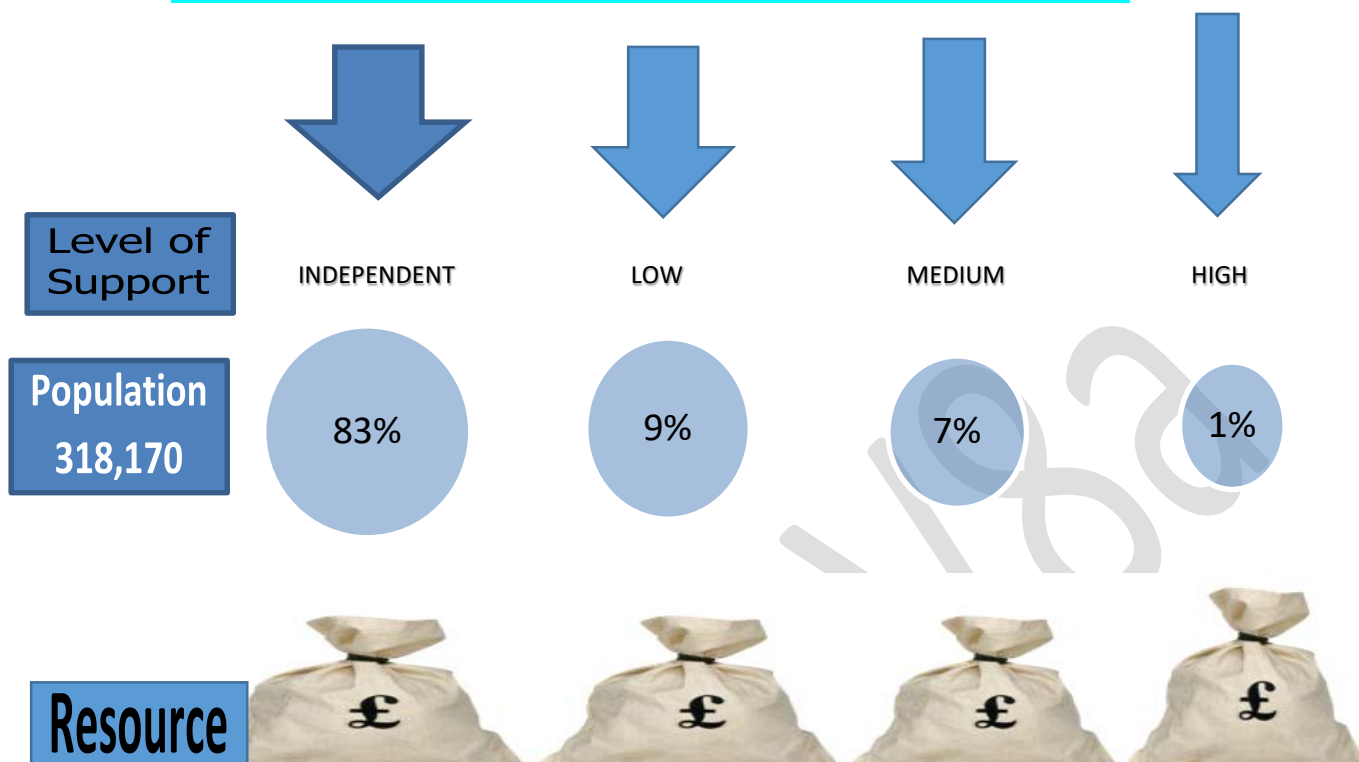 Level of
Support
INDEPENDENT
LOW
MEDIUM
HIGH
Population
318,170
83%
9%
7%
1%
Resource
£
£
£
£